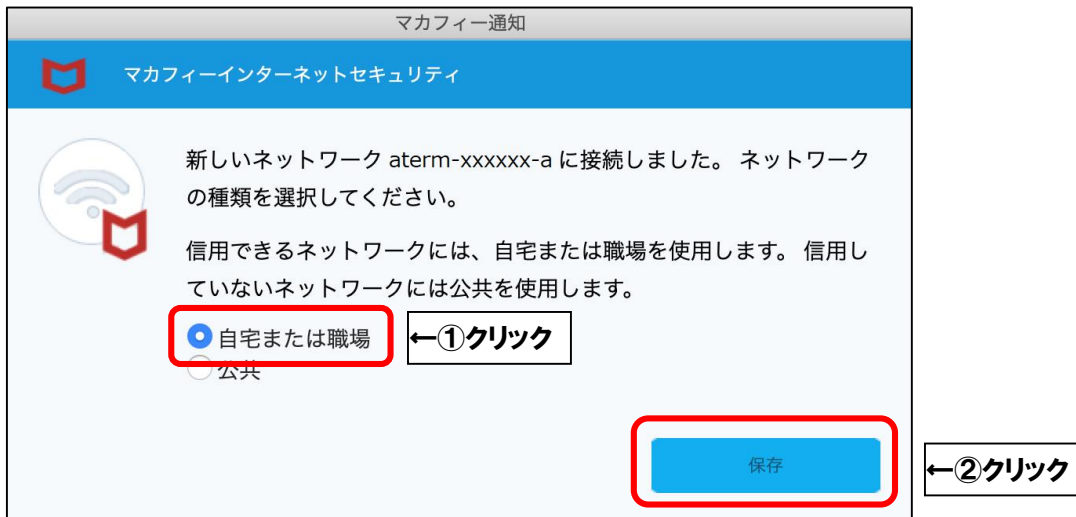 マカフィー通知
マカフィーインターネットセキュリティ
新しいネットワーク aterm-xxxxxx-a に接続しました。 ネットワーク
の種類を選択してください。
信用できるネットワークには、自宅または職場を使用します。 信用し
ていないネットワークには公共を使用します。
自宅または職場
←①クリック
公共
保存
←②クリック